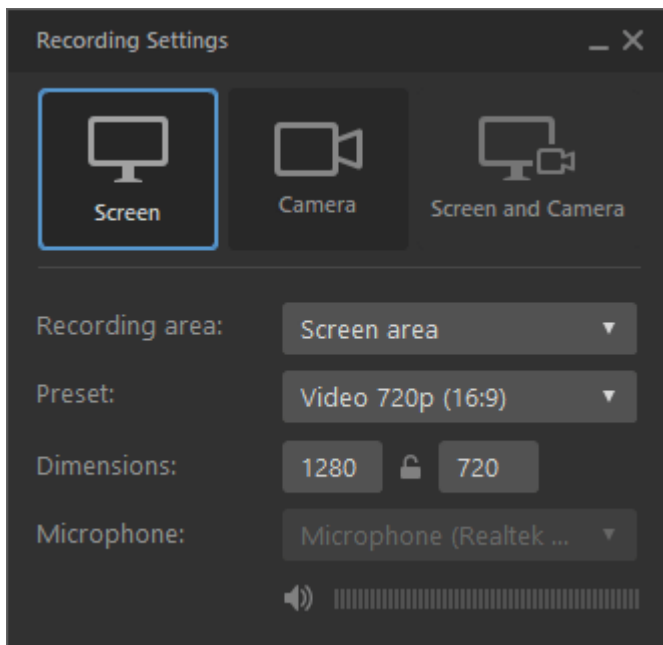 Recording Settings
Screen
Camera
Screen and Camera
Recording area:
Screen area
Preset:
Video 720p (16:9)
Dimensions:
1280
720
Microphone:
Microphone (Realtek ...